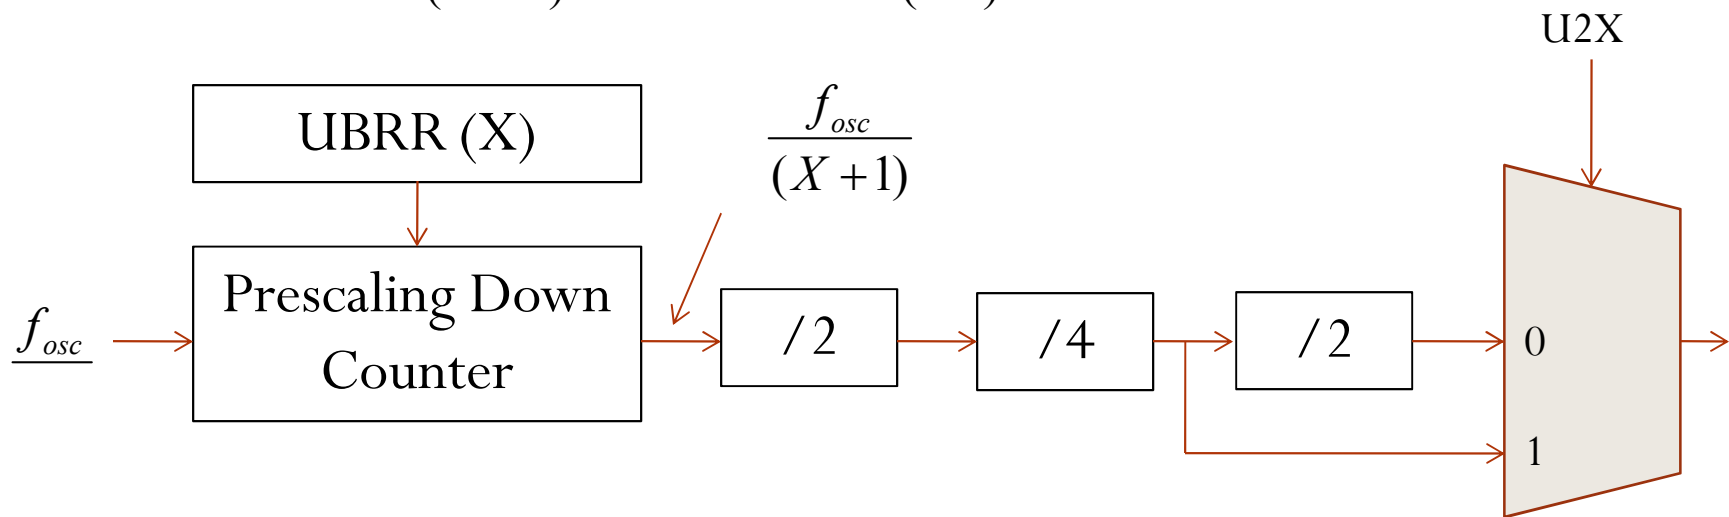 U2X
UBRR (X)
f_osc
(X+1)
Prescaling Down
Counter
f_osc
/2
/4
/2
0
1